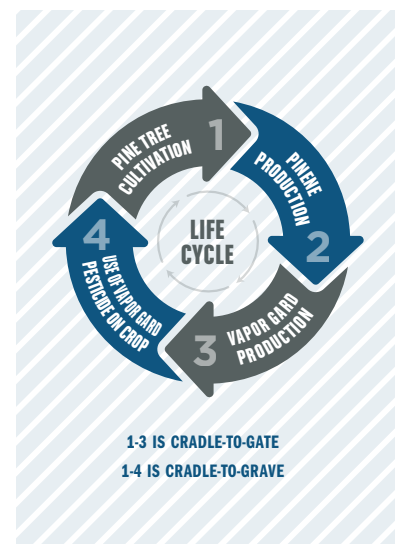 PINE TREE
CULTIVATION
1
PINENE
PRODUCTION
2
VAPOR GARD
PRODUCTION
3
USE OF VAPOR GARD
PESTICIDE ON CROP
4
LIFE
CYCLE
1-3 IS CRADLE-TO-GATE
1-4 IS CRADLE-TO-GRAVE